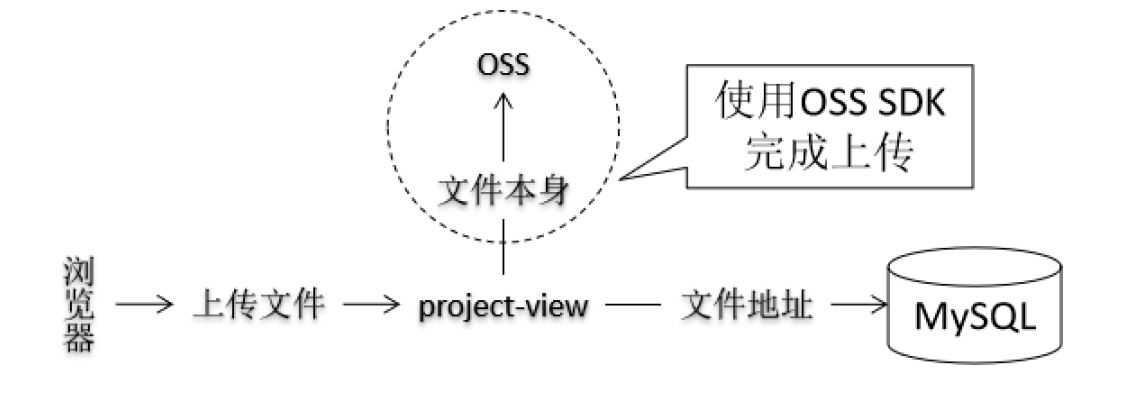 OSS
使用OSS SDK
完成上传
文件本身
浏览器
上传文件
project-view
文件地址
MySQL